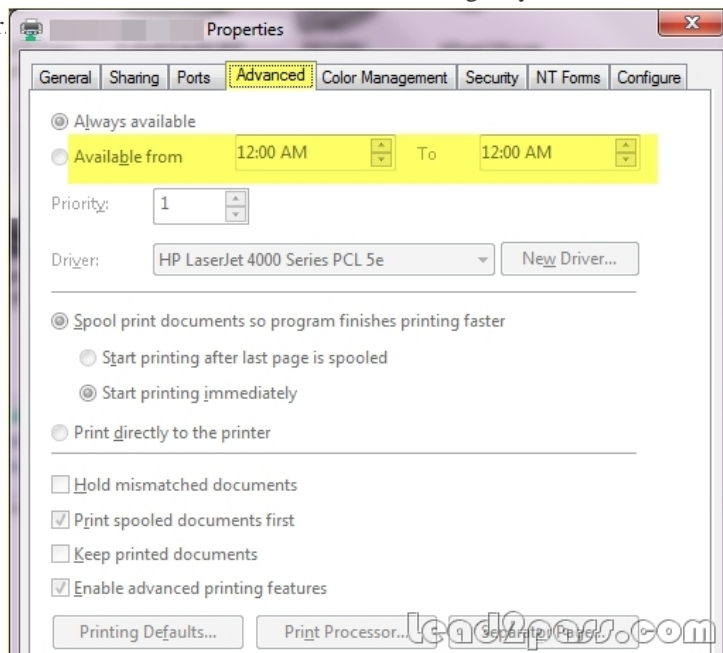 Properties
General Sharing Ports Advanced Color Management Security NT Forms Configure
Always available
Available from 12:00 AM To 12:00 AM
Priority: 1
Driver: HP LaserJet 4000 Series PCL 5e New Driver...
Spool print documents so program finishes printing faster
Start printing after last page is spooled
Start printing immediately
Print directly to the printer
Hold mismatched documents
Print spooled documents first
Keep printed documents
Enable advanced printing features
Printing Defaults... Print Processor... Separator Page...
Lead2pass.com